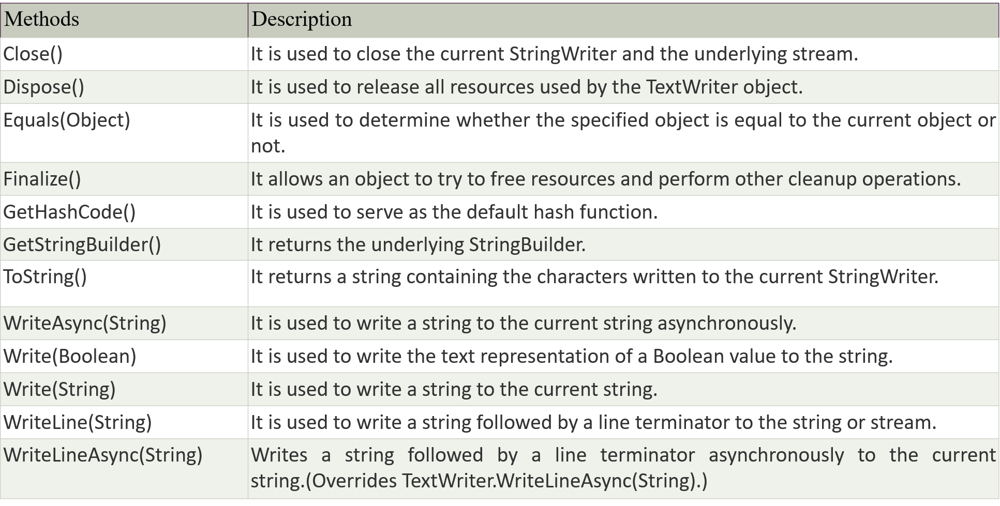 Methods Description
Close() It is used to close the current StringWriter and the underlying stream.
Dispose() It is used to release all resources used by the TextWriter object.
Equals(Object) It is used to determine whether the specified object is equal to the current object or
not.
Finalize() It allows an object to try to free resources and perform other cleanup operations.
GetHashCode() It is used to serve as the default hash function.
GetStringBuilder() It returns the underlying StringBuilder.
ToString() It returns a string containing the characters written to the current StringWriter.
WriteAsync(String) It is used to write a string to the current string asynchronously.
Write(Boolean) It is used to write the text representation of a Boolean value to the string.
Write(String) It is used to write a string to the current string.
WriteLine(String) It is used to write a string followed by a line terminator to the string or stream.
WriteLineAsync(String) Writes a string followed by a line terminator asynchronously to the current
string.(Overrides TextWriter.WriteLineAsync(String).)